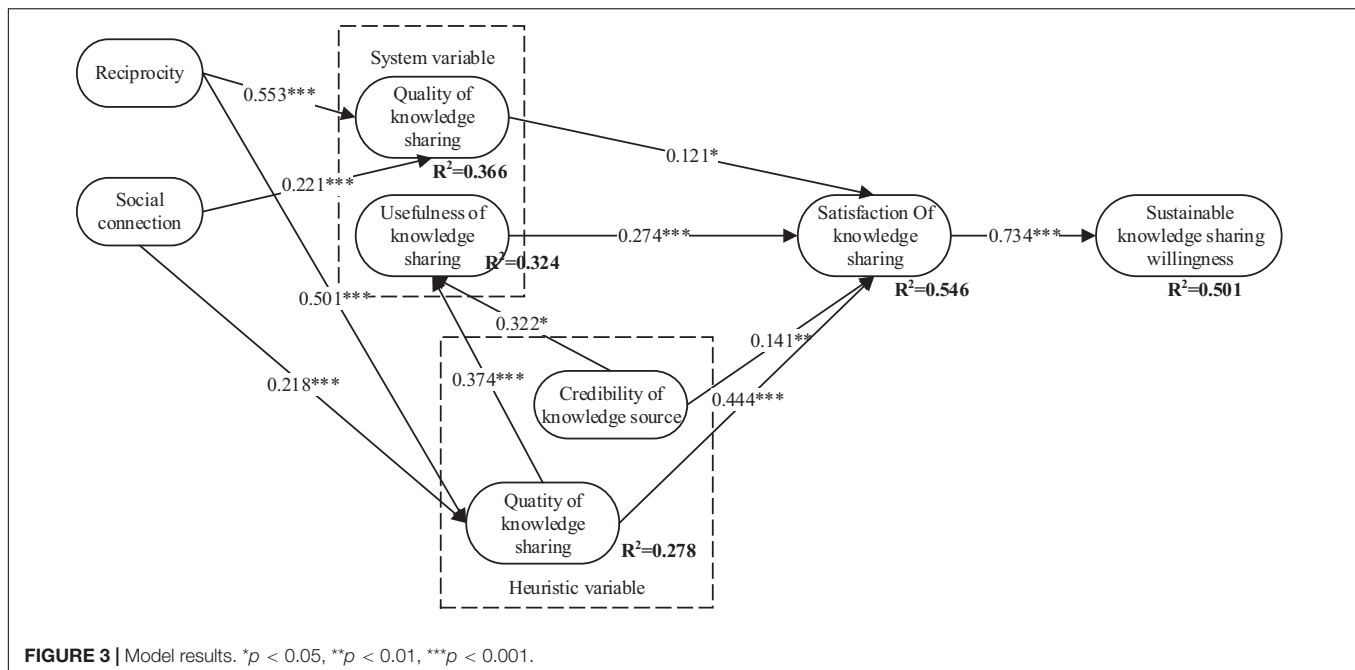 System variable
Reciprocity
0.553***
Quality of
knowledge
sharing
R²=0.366
0.121*
Social
connection
0.221***
Usefulness of
knowledge
sharing
R²=0.324
0.274***
Satisfaction Of
knowledge
sharing
R²=0.546
0.734***
Sustainable
knowledge sharing
willingness
R²=0.501
0.501***
0.322*
0.141**
0.218***
0.374***
Credibility of
knowledge source
0.444***
Quatity of
knowledge
sharing
R²=0.278
Heuristic variable
FIGURE 3 | Model results. *p < 0.05, **p < 0.01, ***p < 0.001.